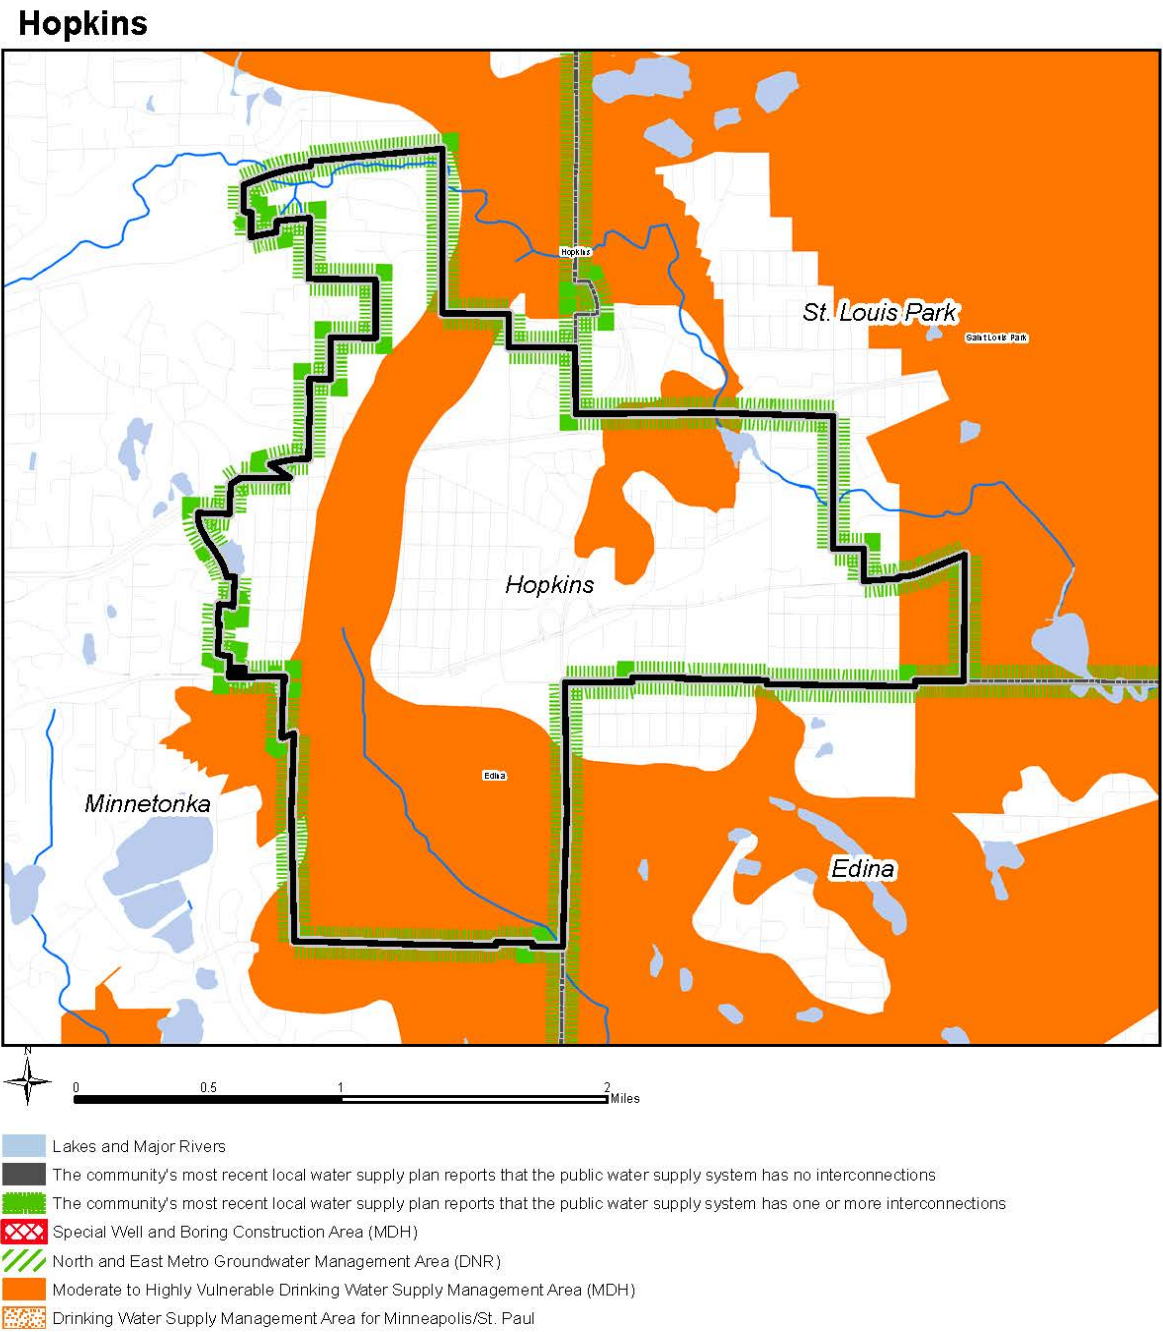 Hopkins
Hopkins
St. Louis Park
Saint Louis Park
Hopkins
Edina
Minnetonka
Edina
N
0 0.5 1 2
Miles
Lakes and Major Rivers
The community's most recent local water supply plan reports that the public water supply system has no interconnections
The community's most recent local water supply plan reports that the public water supply system has one or more interconnections
Special Well and Boring Construction Area (MDH)
North and East Metro Groundwater Management Area (DNR)
Moderate to Highly Vulnerable Drinking Water Supply Management Area (MDH)
Drinking Water Supply Management Area for Minneapolis/St. Paul